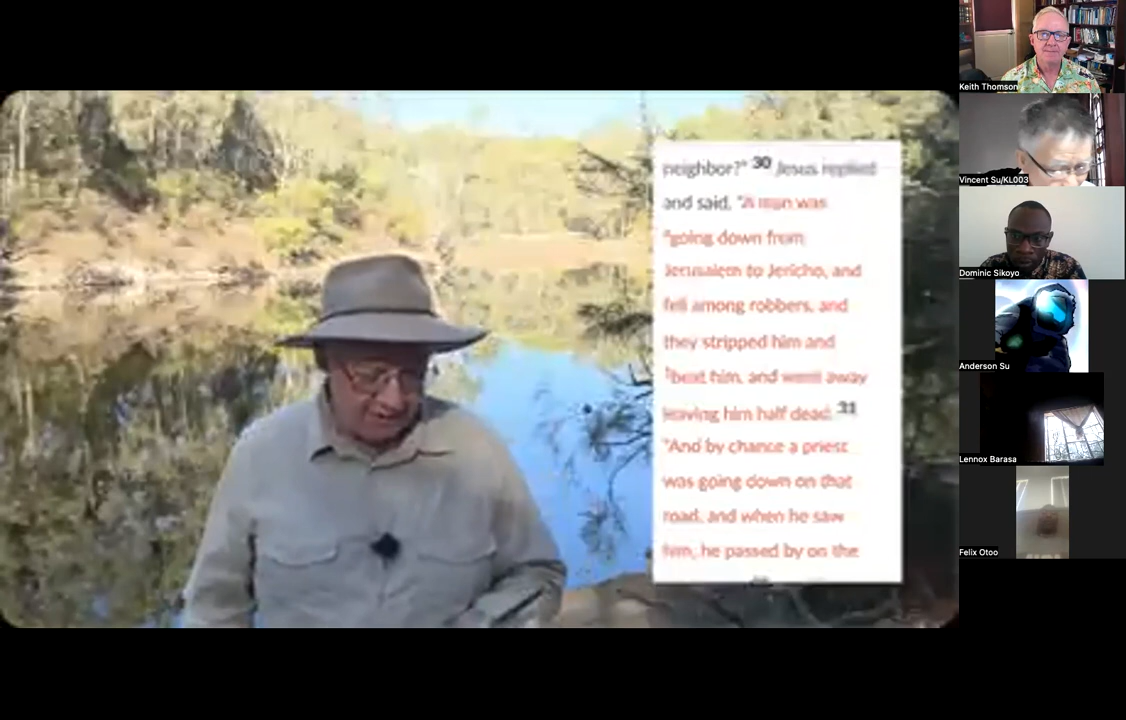 neighbor?" 30 Jesus replied
and said, "A man was
"going down from
Jerusalem to Jericho, and
fell among robbers, and
they stripped him and
beat him, and went away
leaving him half dead. 31
"And by chance a priest
was going down on that
road, and when he saw
him, he passed by on the
Keith Thomson
Vincent Su/KL003
Dominic Sikoyo
Anderson Su
Lennox Barasa
Felix Otoo